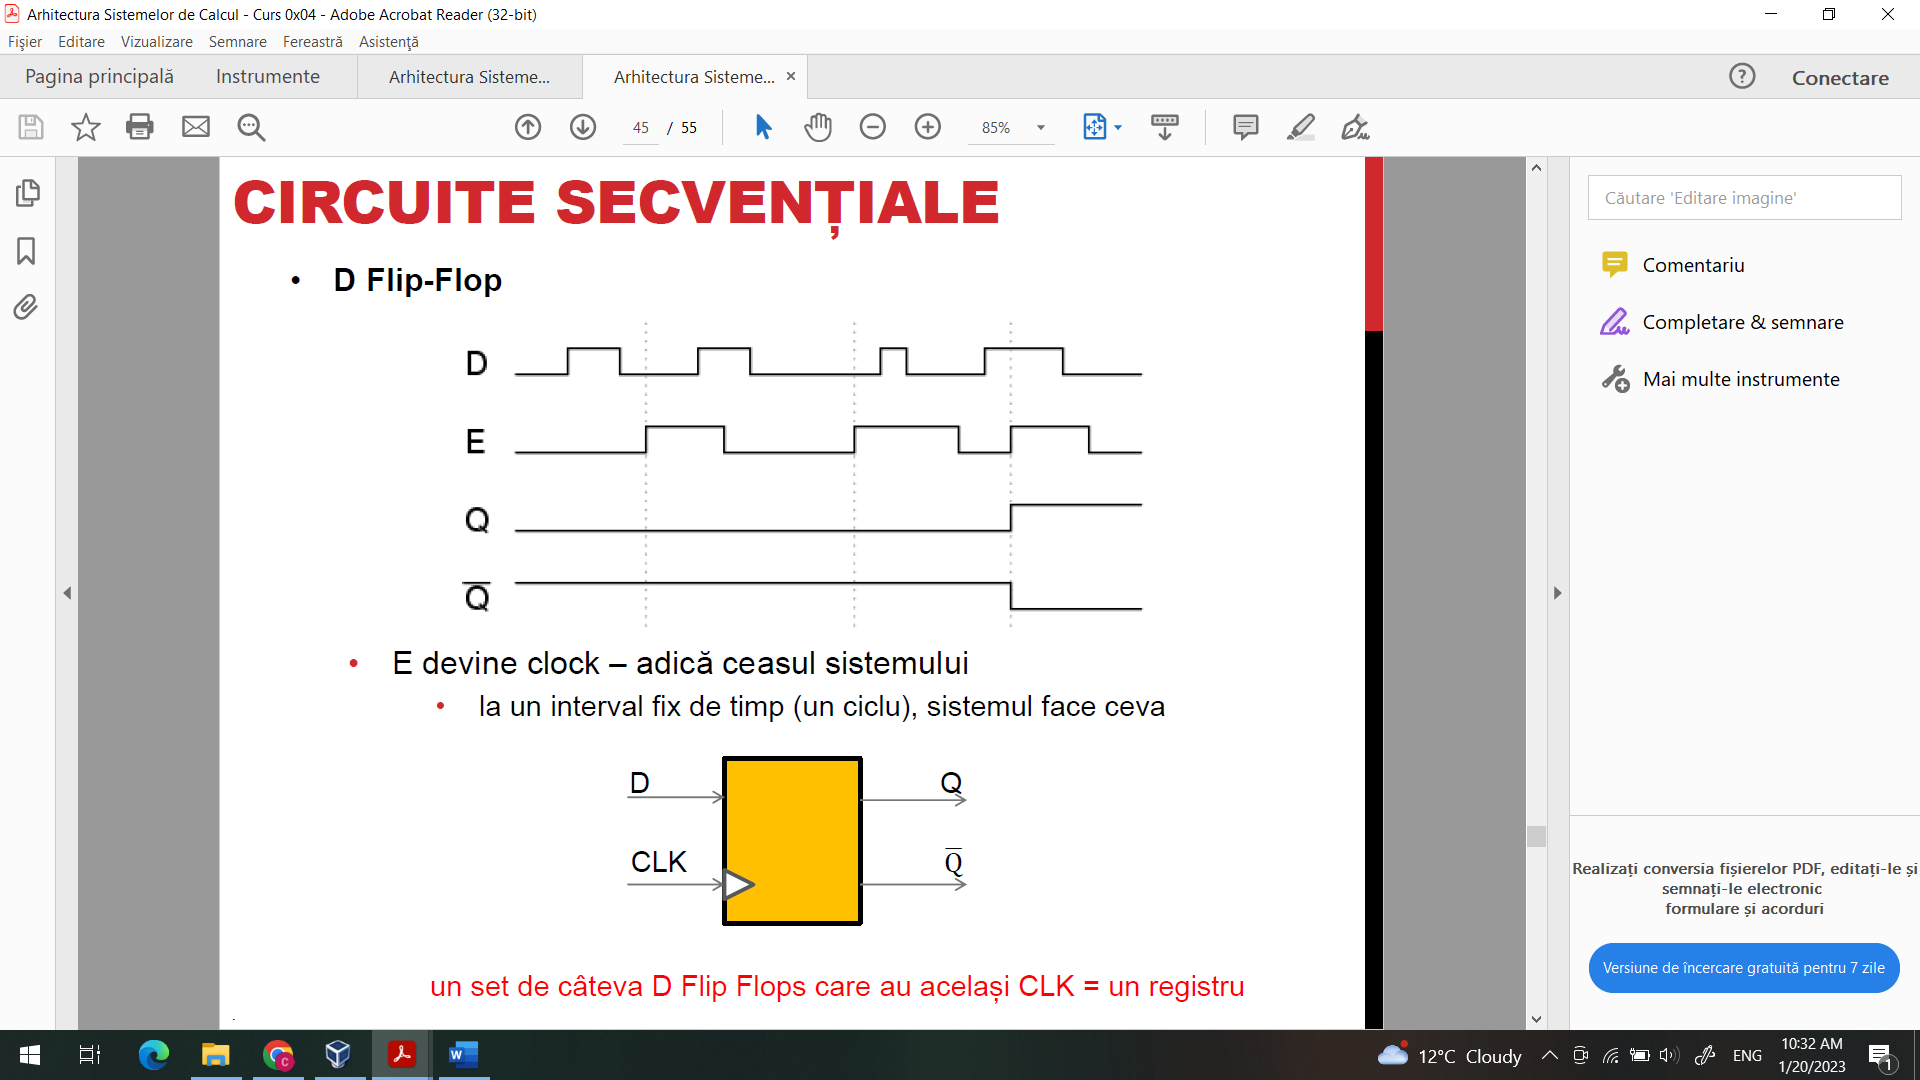 Arhitectura Sistemelor de Calcul - Curs 0x04 - Adobe Acrobat Reader (32-bit)
Fișier Editare Vizualizare Semnare Fereastră Asistență
Pagina principală Instrumente Arhitectura Sisteme... Arhitectura Sisteme... × ? Conectare
45 / 55 85%
CIRCUITE SECVENȚIALE
• D Flip-Flop
D
E
Q
Q̅
• E devine clock – adică ceasul sistemului
• la un interval fix de timp (un ciclu), sistemul face ceva
D Q
CLK Q̅
un set de câteva D Flip Flops care au același CLK = un registru
Căutare 'Editare imagine'
Comentariu
Completare & semnare
Mai multe instrumente
Realizați conversia fișierelor PDF, editați-le și
semnați-le electronic
formulare și acorduri
Versiune de încercare gratuită pentru 7 zile
12°C Cloudy ENG 10:32 AM
1/20/2023 1